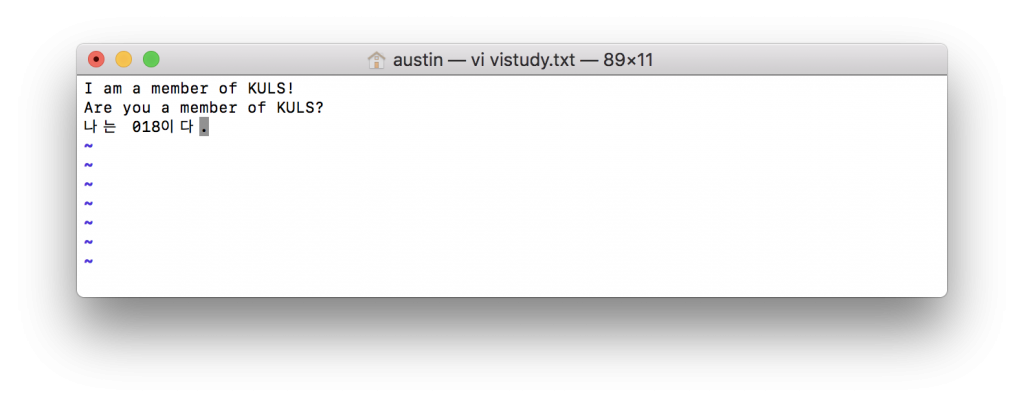 austin — vi vistudy.txt — 89×11
I am a member of KULS!
Are you a member of KULS?
나는 018이다.
~
~
~
~
~
~
~